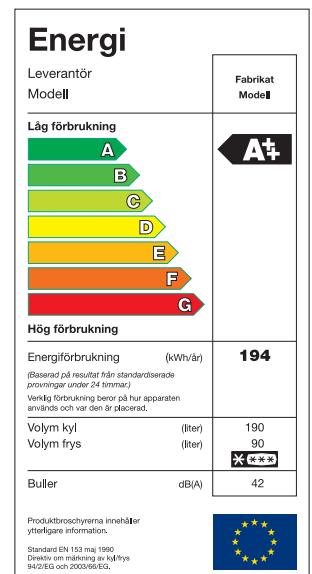 Energi
Leverantör
Modell
Fabrikat
Modell
Låg förbrukning
A
B
C
D
E
F
G
A++
Hög förbrukning
Energiförbrukning (kWh/år) 194
(Baserad på resultat från standardiserade
provningar under 24 timmar.)
Verklig förbrukning beror på hur apparaten
används och var den är placerad.
Volym kyl (liter) 190
Volym frys (liter) 90
Buller dB(A) 42
Produktbroschyrerna innehåller
ytterligare information.
Standard EN 153 maj 1990
Direktiv om märkning av kyl/frys
94/2/EG och 2003/66/EG.